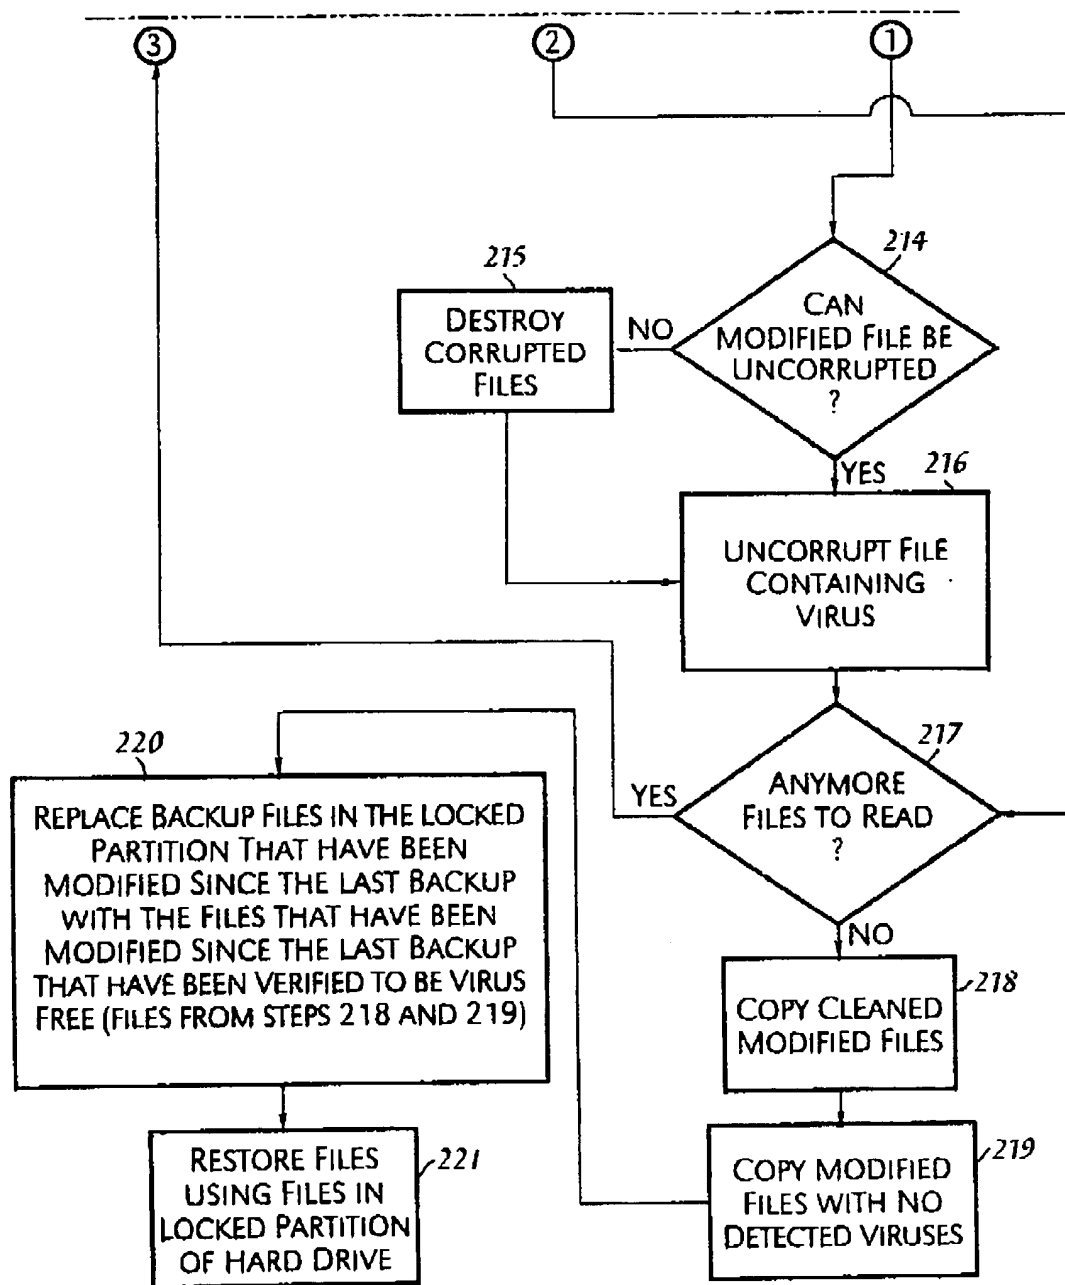 3
2
1
214
CAN
MODIFIED FILE BE
UNCORRUPTED
?
NO
215
DESTROY
CORRUPTED
FILES
YES
216
UNCORRUPT FILE
CONTAINING
VIRUS
217
ANYMORE
FILES TO READ
?
YES
NO
218
COPY CLEANED
MODIFIED FILES
219
COPY MODIFIED
FILES WITH NO
DETECTED VIRUSES
220
REPLACE BACKUP FILES IN THE LOCKED
PARTITION THAT HAVE BEEN
MODIFIED SINCE THE LAST BACKUP
WITH THE FILES THAT HAVE BEEN
MODIFIED SINCE THE LAST BACKUP
THAT HAVE BEEN VERIFIED TO BE VIRUS
FREE (FILES FROM STEPS 218 AND 219)
221
RESTORE FILES
USING FILES IN
LOCKED PARTITION
OF HARD DRIVE